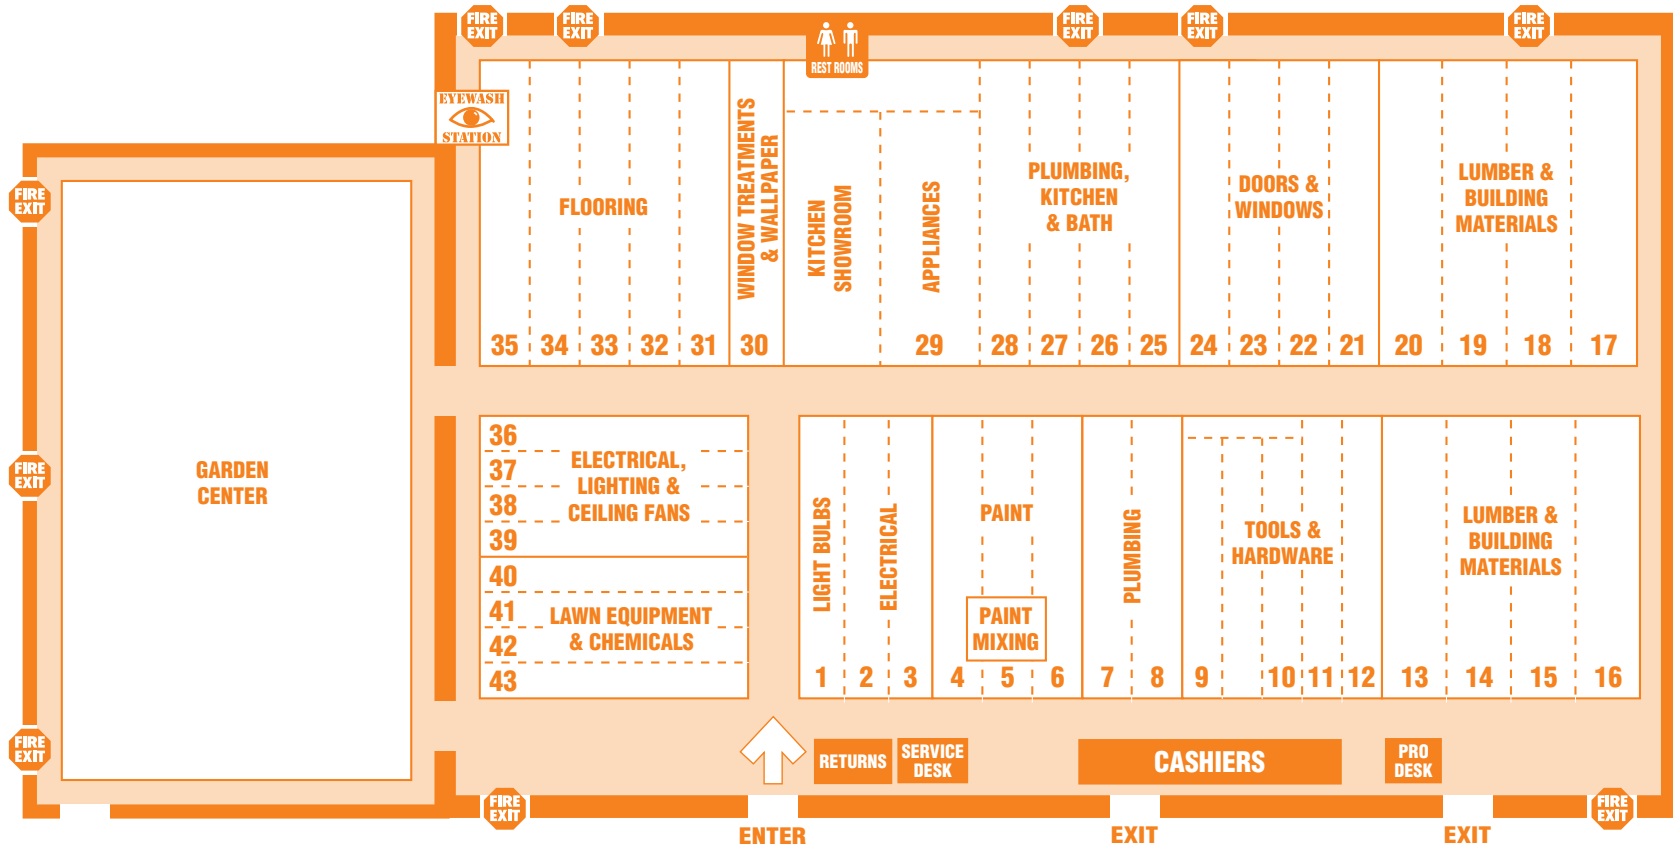 FIRE
EXIT
FIRE
EXIT
REST ROOMS
FIRE
EXIT
FIRE
EXIT
FIRE
EXIT
EYEWASH
STATION
FIRE
EXIT
FIRE
EXIT
FIRE
EXIT
GARDEN
CENTER
FLOORING
WINDOW TREATMENTS
& WALLPAPER
KITCHEN
SHOWROOM
APPLIANCES
PLUMBING,
KITCHEN
& BATH
DOORS &
WINDOWS
LUMBER &
BUILDING
MATERIALS
35 34 33 32 31 30 29 28 27 26 25 24 23 22 21 20 19 18 17
36
37
38
39
ELECTRICAL,
LIGHTING &
CEILING FANS
40
41
42
43
LAWN EQUIPMENT
& CHEMICALS
LIGHT BULBS
ELECTRICAL
PAINT
PAINT
MIXING
PLUMBING
TOOLS &
HARDWARE
LUMBER &
BUILDING
MATERIALS
1 2 3 4 5 6 7 8 9 10 11 12 13 14 15 16
RETURNS
SERVICE
DESK
CASHIERS
PRO
DESK
FIRE
EXIT
ENTER
EXIT
EXIT
FIRE
EXIT